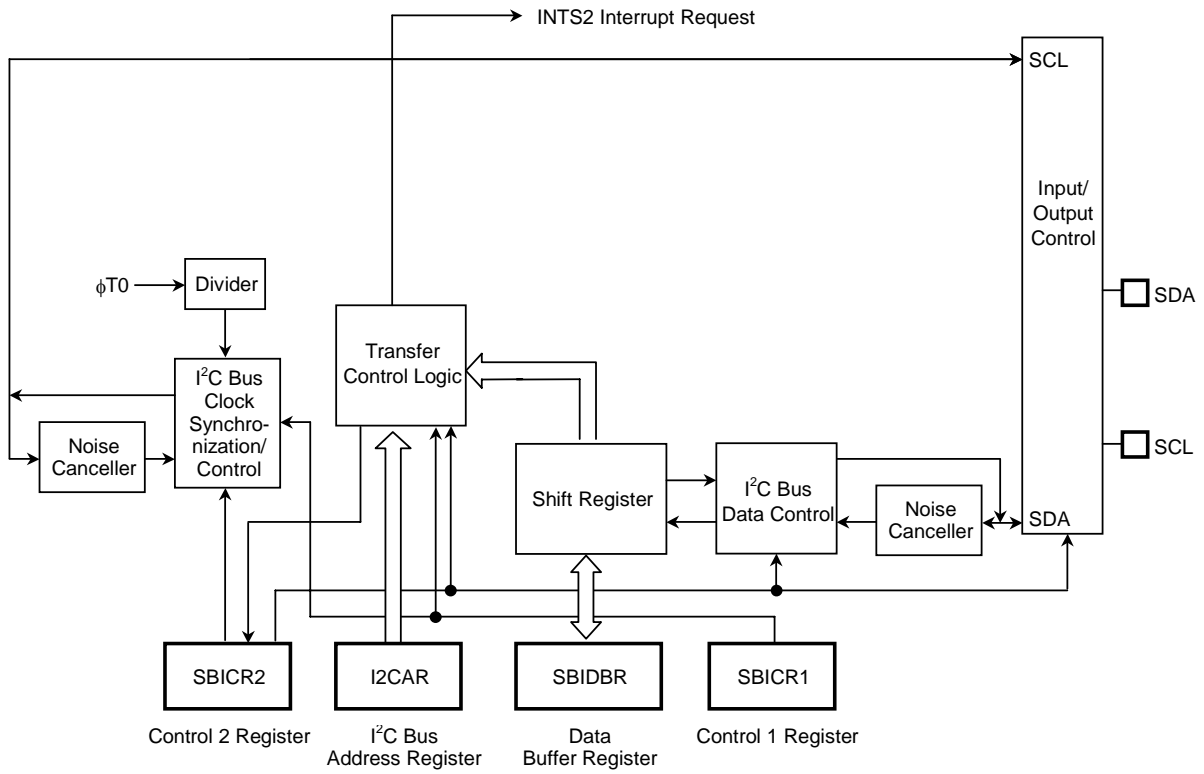 INTS2 Interrupt Request
SCL
Input/
Output
Control
φT0
Divider
SDA
Transfer
Control Logic
I²C Bus
Clock
Synchro-
nization/
Control
Noise
Canceller
SCL
Shift Register
I²C Bus
Data Control
Noise
Canceller
SDA
SBICR2
I2CAR
SBIDBR
SBICR1
Control 2 Register
I²C Bus
Address Register
Data
Buffer Register
Control 1 Register